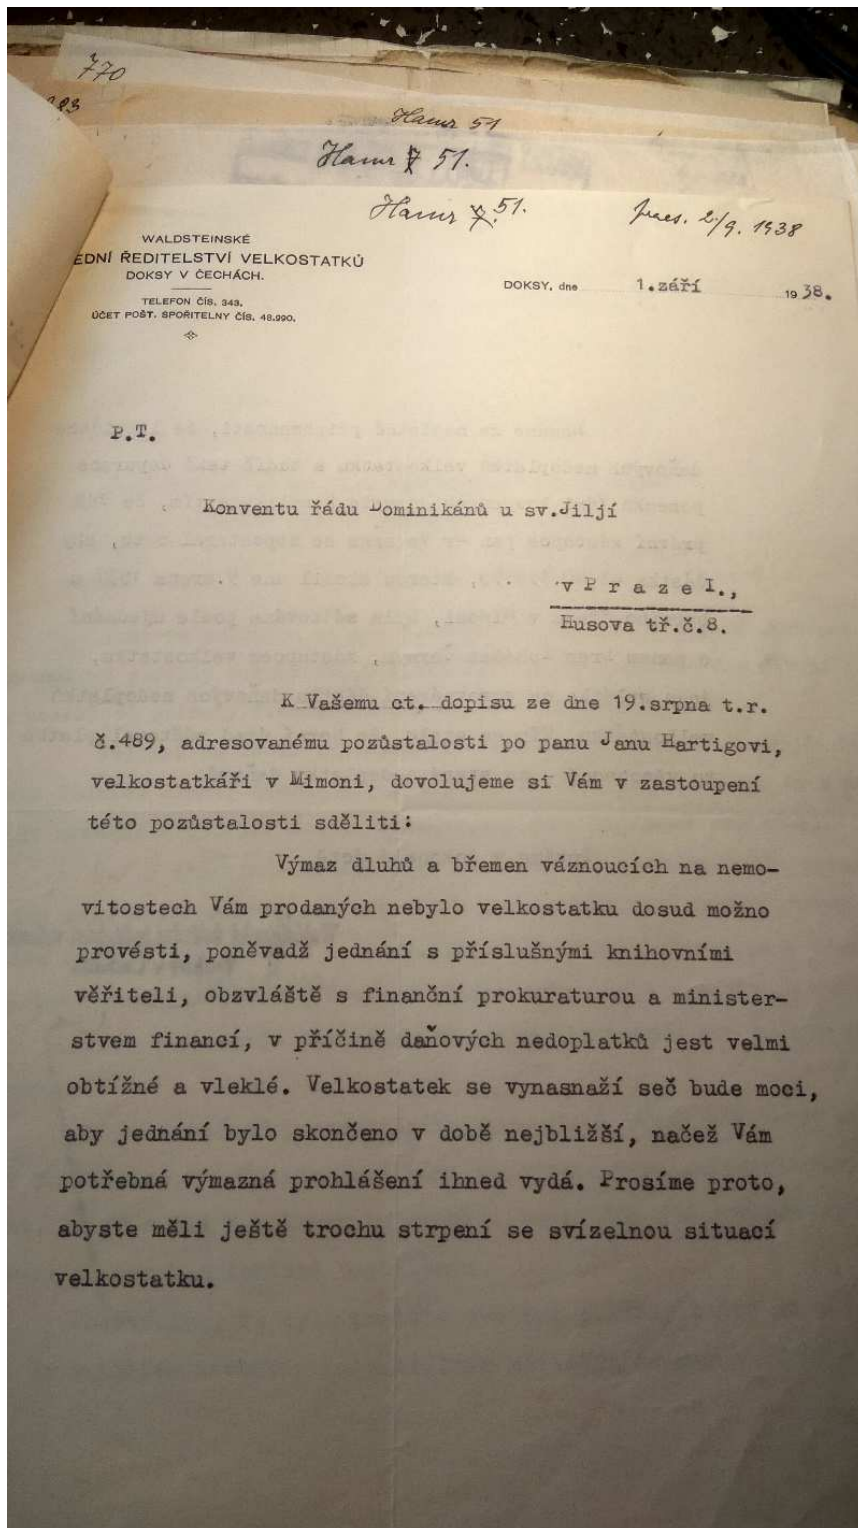 770
83
Hamr 51
Hamr 7 51.
Hamr 7. 51.
praes. 2/9. 1938
WALDSTEINSKÉ
EDNÍ ŘEDITELSTVÍ VELKOSTATKŮ
DOKSY V ČECHÁCH.
TELEFON ČÍS. 343.
ÚČET POŠT. SPOŘITELNY ČÍS. 48.990.
DOKSY, dne 1.září 1938.
P.T.
Konventu řádu Dominikánů u sv.Jiljí
v P r a z e I.,
Husova tř.č.8.
K Vašemu ct. dopisu ze dne 19.srpna t.r.
č.489, adresovanému pozůstalosti po panu Janu Hartigovi,
velkostatkáři v Mimoni, dovolujeme si Vám v zastoupení
této pozůstalosti sděliti:
Výmaz dluhů a břemen váznoucích na nemo-
vitostech Vám prodaných nebylo velkostatku dosud možno
provésti, poněvadž jednání s příslušnými knihovními
věřiteli, obzvláště s finanční prokuraturou a minister-
stvem financí, v příčině daňových nedoplatků jest velmi
obtížné a vleklé. Velkostatek se vynasnaží seč bude moci,
aby jednání bylo skončeno v době nejbližší, načež Vám
potřebná výmazná prohlášení ihned vydá. Prosíme proto,
abyste měli ještě trochu strpení se svízelnou situací
velkostatku.